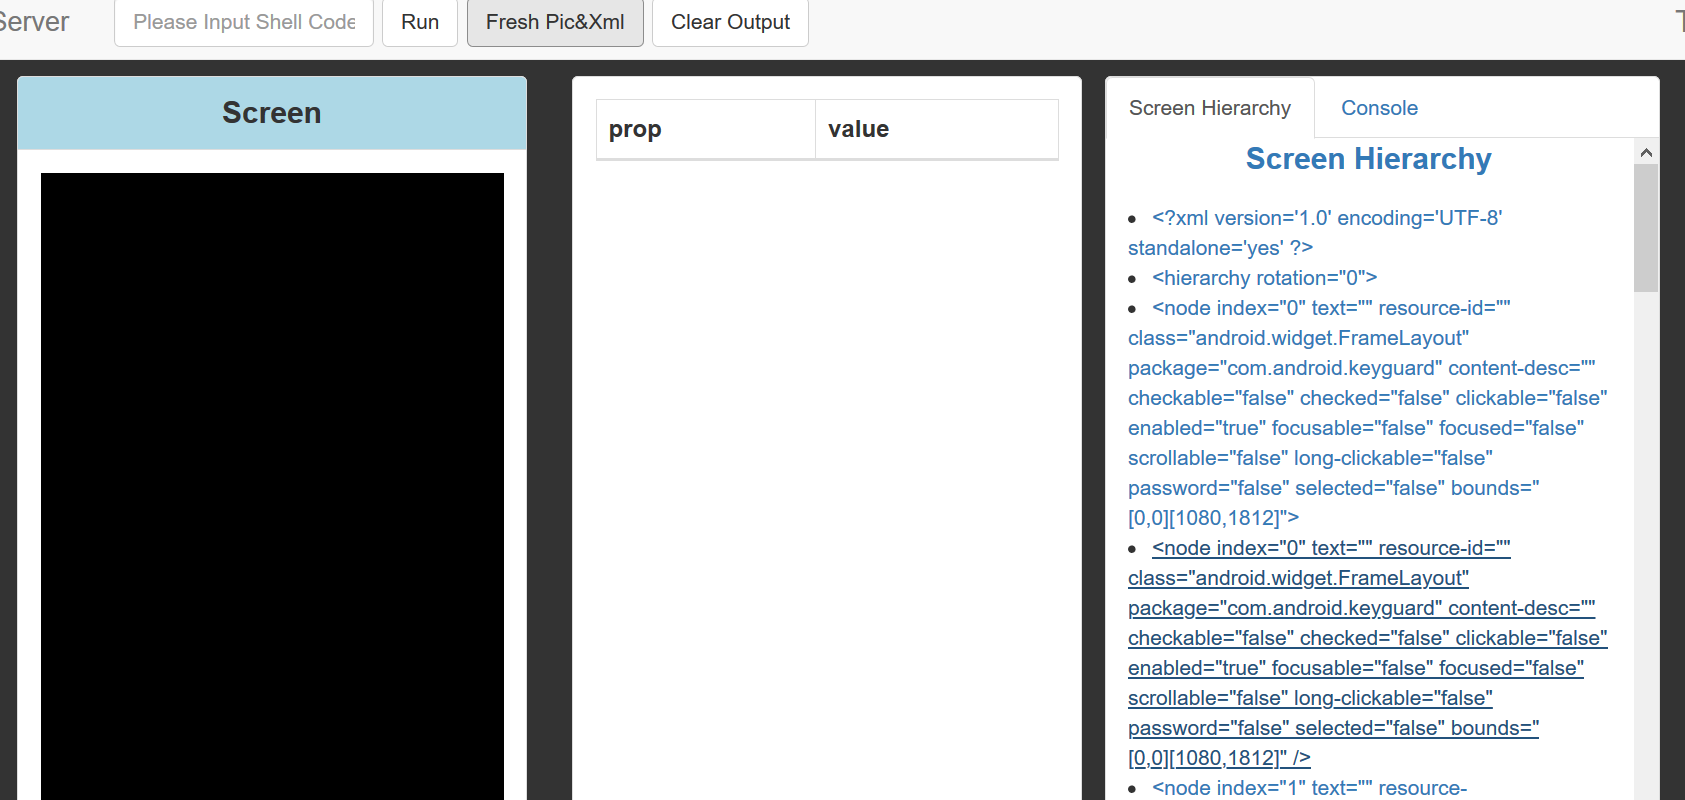 Server
Please Input Shell Code
Run
Fresh Pic&Xml
Clear Output
Screen
prop
value
Screen Hierarchy
Console
Screen Hierarchy
<?xml version='1.0' encoding='UTF-8'
standalone='yes' ?>
<hierarchy rotation="0">
<node index="0" text="" resource-id=""
class="android.widget.FrameLayout"
package="com.android.keyguard" content-desc=""
checkable="false" checked="false" clickable="false"
enabled="true" focusable="false" focused="false"
scrollable="false" long-clickable="false"
password="false" selected="false" bounds="
[0,0][1080,1812]">
<node index="0" text="" resource-id=""
class="android.widget.FrameLayout"
package="com.android.keyguard" content-desc=""
checkable="false" checked="false" clickable="false"
enabled="true" focusable="false" focused="false"
scrollable="false" long-clickable="false"
password="false" selected="false" bounds="
[0,0][1080,1812]" />
<node index="1" text="" resource-